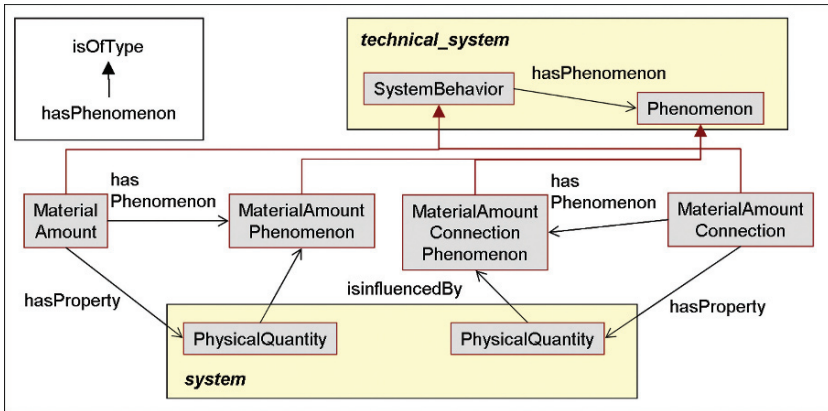 isOfType
hasPhenomenon
technical_system
SystemBehavior
hasPhenomenon
Phenomenon
Material
Amount
has
Phenomenon
MaterialAmount
Phenomenon
MaterialAmount
Connection
Phenomenon
has
Phenomenon
MaterialAmount
Connection
hasProperty
isinfluencedBy
hasProperty
PhysicalQuantity
PhysicalQuantity
system